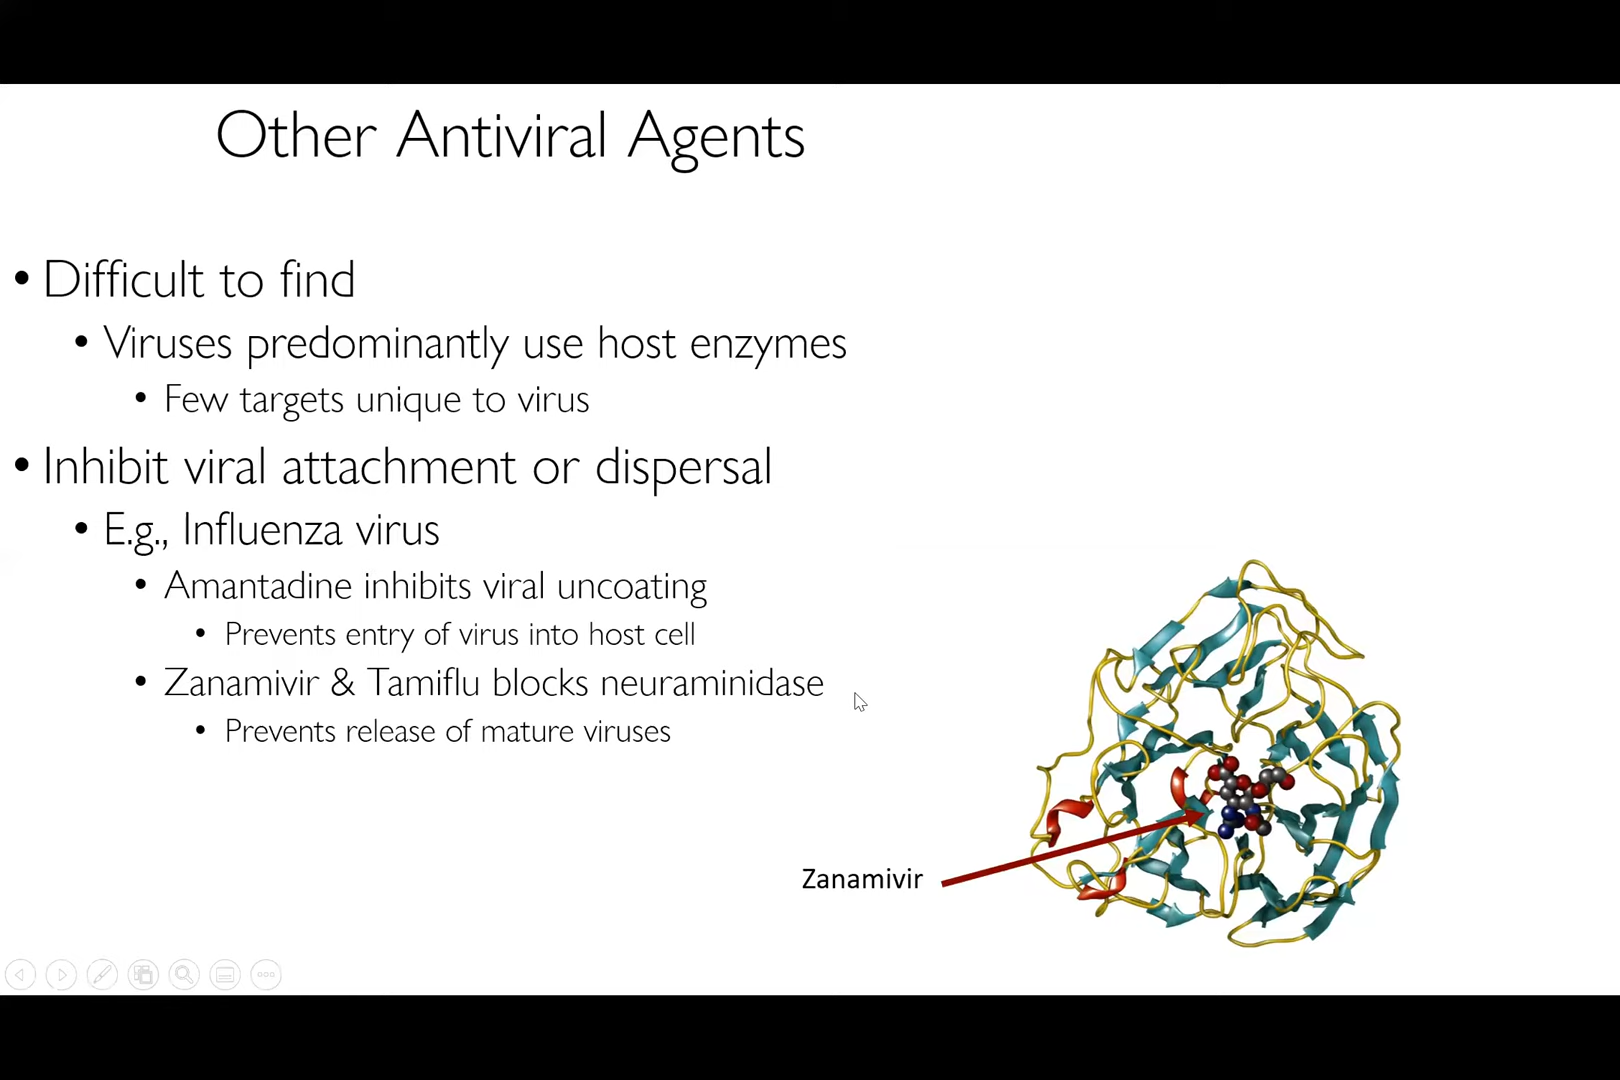 Other Antiviral Agents
• Difficult to find
• Viruses predominantly use host enzymes
• Few targets unique to virus
• Inhibit viral attachment or dispersal
• E.g., Influenza virus
• Amantadine inhibits viral uncoating
• Prevents entry of virus into host cell
• Zanamivir & Tamiflu blocks neuraminidase
• Prevents release of mature viruses
Zanamivir